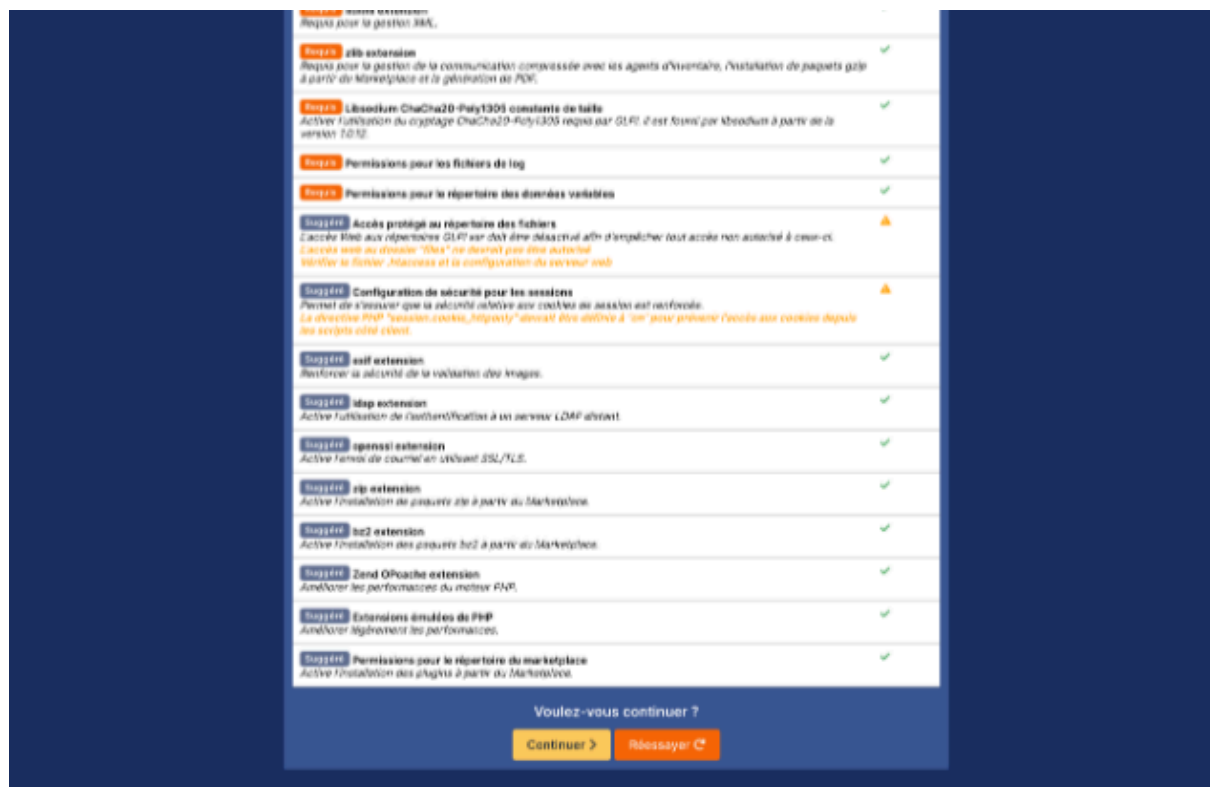 extension
Requis pour la gestion XML.
Requis zlib extension
Requis pour la gestion de la communication compressée avec les agents d'inventaire, l'installation de paquets gzip
à partir du Marketplace et la génération de PDF.
Requis Libsodium ChaCha20-Poly1305 constante de taille
Activer l'utilisation du cryptage ChaCha20-Poly1305 requis par GLPI. Il est fourni par libsodium à partir de la
version 1.0.12.
Requis Permissions pour les fichiers de log
Requis Permissions pour le répertoire des données variables
Suggéré Accès protégé au répertoire des fichiers
L'accès Web aux répertoires GLPI var doit être désactivé afin d'empêcher tout accès non autorisé à ceux-ci.
L'accès web au dossier "files" ne devrait pas être autorisé
Vérifier le fichier .htaccess et la configuration du serveur web
Suggéré Configuration de sécurité pour les sessions
Permet de s'assurer que la sécurité relative aux cookies de session est renforcée.
La directive PHP "session.cookie_httponly" devrait être définie à 'on' pour prévenir l'accès aux cookies depuis
les scripts côté client.
Suggéré exif extension
Renforcer la sécurité de la validation des images.
Suggéré ldap extension
Active l'utilisation de l'authentification à un serveur LDAP distant.
Suggéré openssl extension
Active l'envoi de courriel en utilisant SSL/TLS.
Suggéré zip extension
Active l'installation de paquets zip à partir du Marketplace.
Suggéré bz2 extension
Active l'installation des paquets bz2 à partir du Marketplace.
Suggéré Zend OPcache extension
Améliorer les performances du moteur PHP.
Suggéré Extensions émulées de PHP
Améliorer légèrement les performances.
Suggéré Permissions pour le répertoire du marketplace
Active l'installation des plugins à partir du Marketplace.
Voulez-vous continuer ?
Continuer
Réessayer